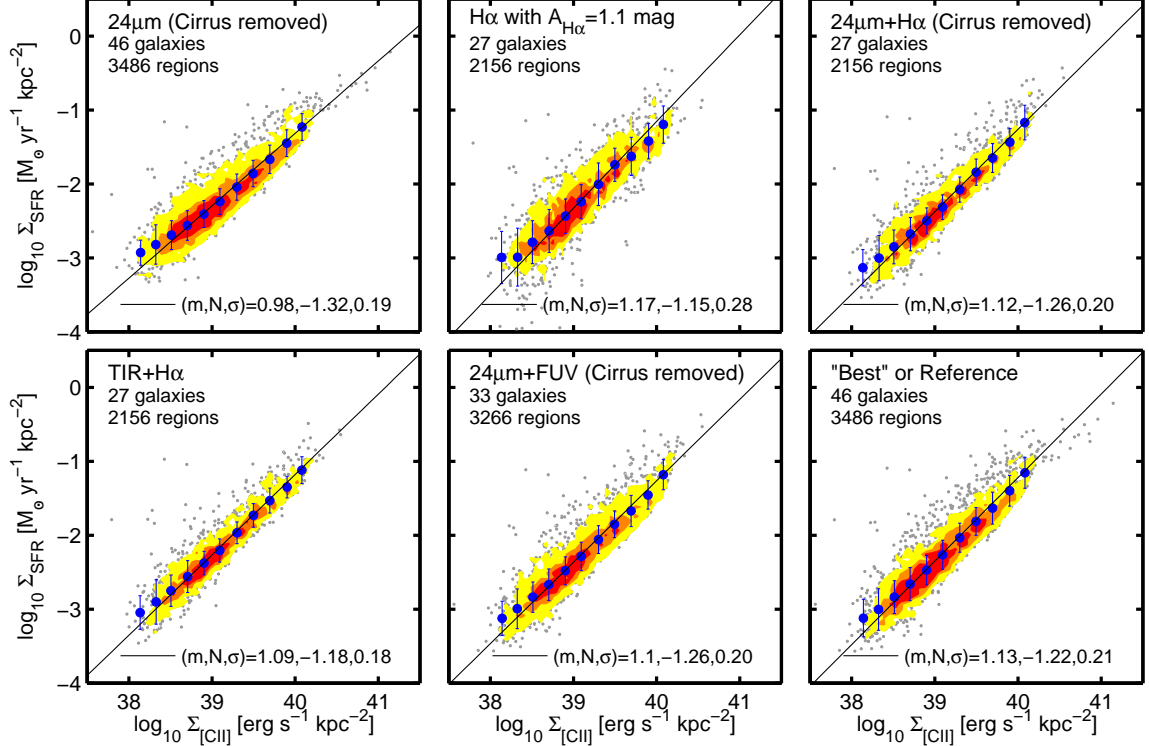 24μm (Cirrus removed)
46 galaxies
3486 regions
(m,N,σ)=0.98,−1.32,0.19
Hα with A_Hα=1.1 mag
27 galaxies
2156 regions
(m,N,σ)=1.17,−1.15,0.28
24μm+Hα (Cirrus removed)
27 galaxies
2156 regions
(m,N,σ)=1.12,−1.26,0.20
0
−1
−2
−3
−4
log10 ΣSFR [M⊙ yr−1 kpc−2]
TIR+Hα
27 galaxies
2156 regions
(m,N,σ)=1.09,−1.18,0.18
24μm+FUV (Cirrus removed)
33 galaxies
3266 regions
(m,N,σ)=1.1,−1.26,0.20
"Best" or Reference
46 galaxies
3486 regions
(m,N,σ)=1.13,−1.22,0.21
0
−1
−2
−3
−4
log10 ΣSFR [M⊙ yr−1 kpc−2]
38 39 40 41
38 39 40 41
38 39 40 41
log10 Σ[CII] [erg s−1 kpc−2]
log10 Σ[CII] [erg s−1 kpc−2]
log10 Σ[CII] [erg s−1 kpc−2]